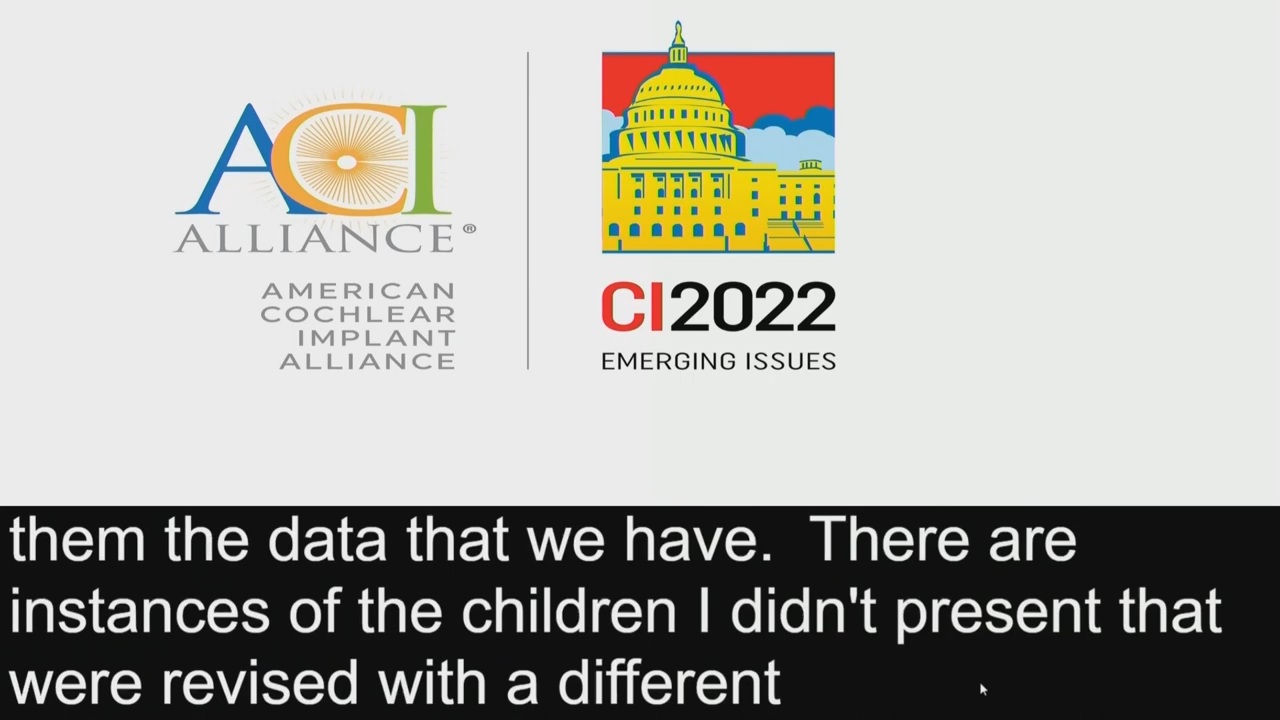 ACI
ALLIANCE®
AMERICAN
COCHLEAR
IMPLANT
ALLIANCE
CI2022
EMERGING ISSUES
them the data that we have.  There are
instances of the children I didn't present that
were revised with a different